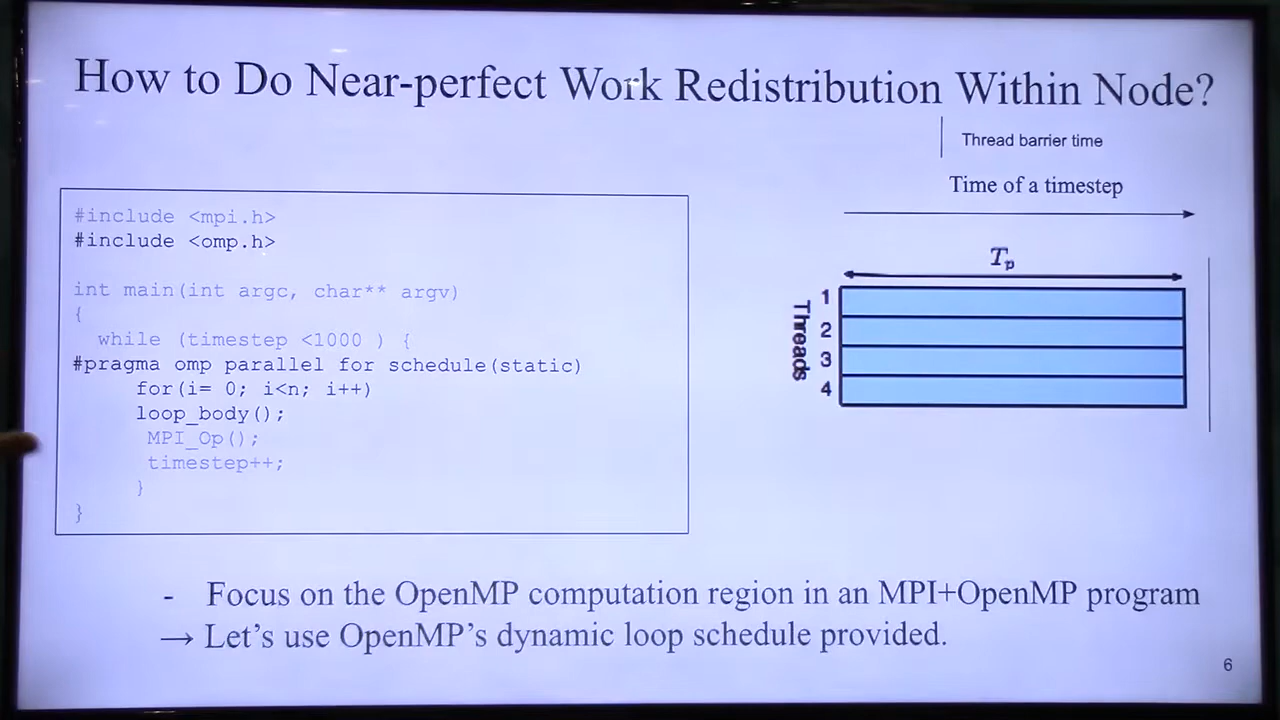 How to Do Near-perfect Work Redistribution Within Node?
Thread barrier time
Time of a timestep
#include <mpi.h>
#include <omp.h>
int main(int argc, char** argv)
{
while (timestep <1000 ) {
#pragma omp parallel for schedule(static)
for(i= 0; i<n; i++)
loop_body();
MPI_Op();
timestep++;
}
}
Tp
Threads
1
2
3
4
- Focus on the OpenMP computation region in an MPI+OpenMP program
→ Let's use OpenMP's dynamic loop schedule provided.
6